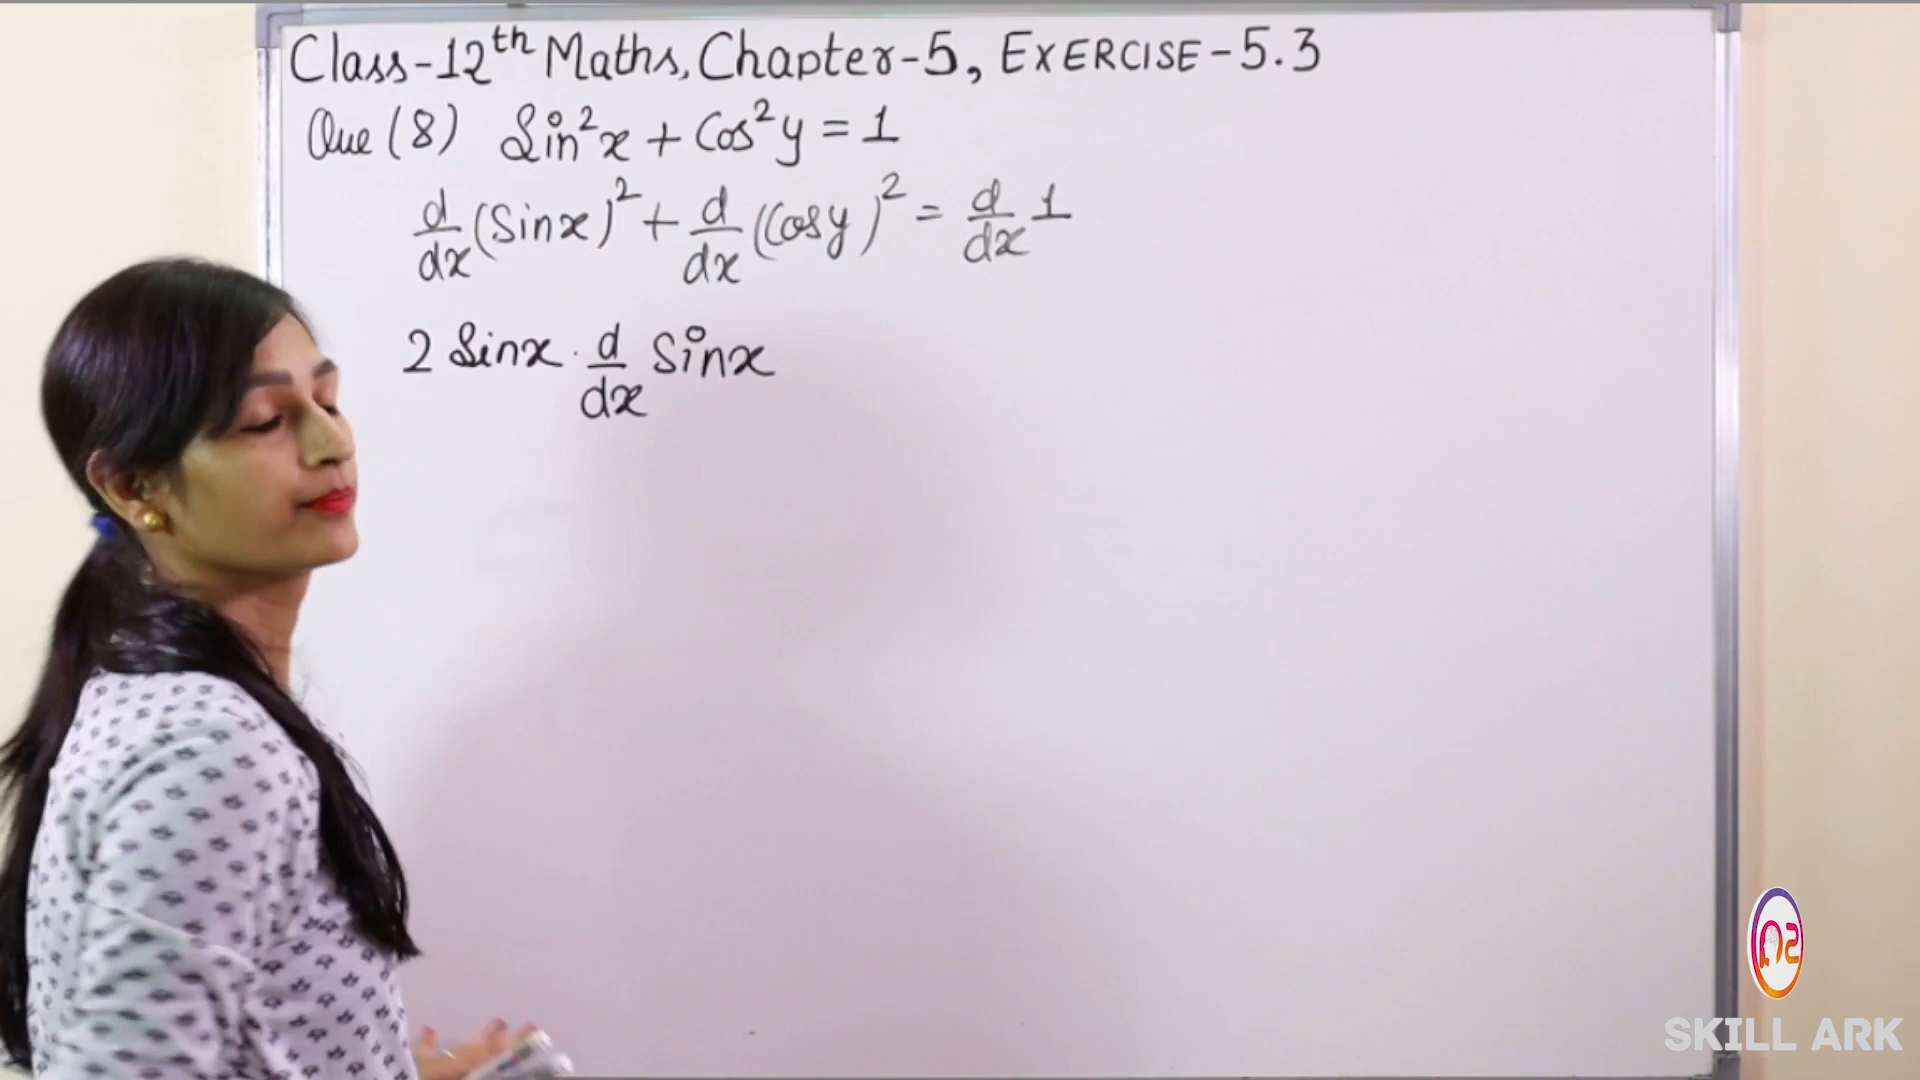 Class-12th Maths, Chapter-5, EXERCISE-5.3
Que (8) Sin²x + Cos²y = 1
d/dx (Sinx)² + d/dx (Cosy)² = d/dx 1
2 Sinx · d/dx Sinx
SKILL ARK